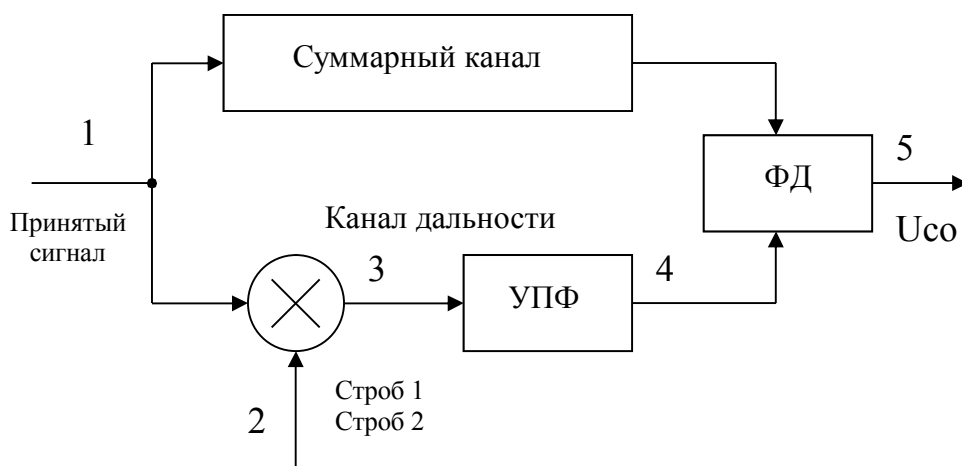 Суммарный канал
1
5
ФД
Принятый
сигнал
Канал дальности
Uco
3
4
УПФ
Строб 1
Строб 2
2